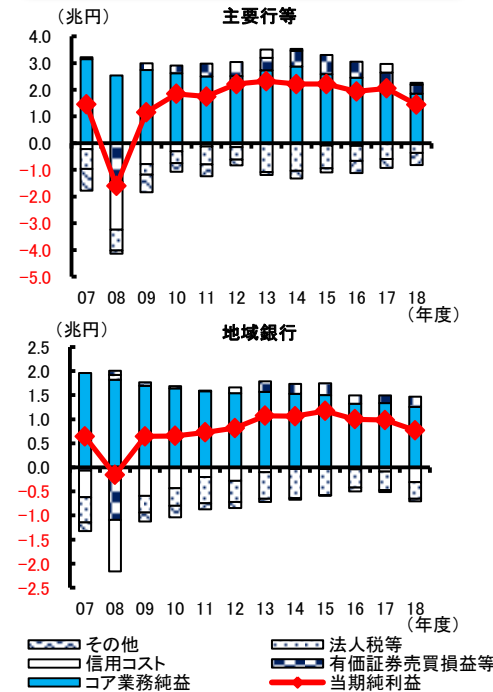 (兆円)
主要行等
4.0
3.0
2.0
1.0
0.0
-1.0
-2.0
-3.0
-4.0
-5.0
07 08 09 10 11 12 13 14 15 16 17 18
(年度)
(兆円)
地域銀行
2.5
2.0
1.5
1.0
0.5
0.0
-0.5
-1.0
-1.5
-2.0
-2.5
07 08 09 10 11 12 13 14 15 16 17 18
(年度)
その他 法人税等
信用コスト 有価証券売買損益等
コア業務純益 当期純利益